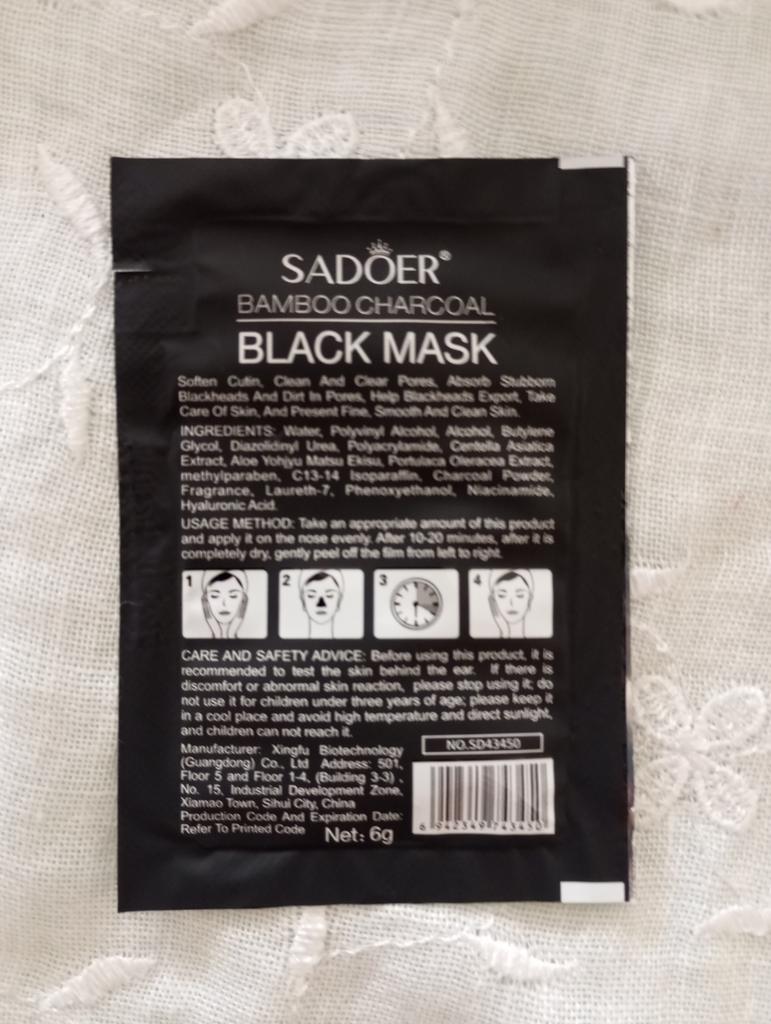 SADOER®
BAMBOO CHARCOAL
BLACK MASK
Soften Cutin, Clean And Clear Pores, Absorb Stubborn
Blackheads And Dirt In Pores, Help Blackheads Export, Take
Care Of Skin, And Present Fine, Smooth And Clean Skin.
INGREDIENTS: Water, Polyvinyl Alcohol, Alcohol, Butylene
Glycol, Diazolidinyl Urea, Polyacrylamide, Centella Asiatica
Extract, Aloe Yohjyu Matsu Ekisu, Portulaca Oleracea Extract,
methylparaben, C13-14 Isoparaffin, Charcoal Powder,
Fragrance, Laureth-7, Phenoxyethanol, Niacinamide,
Hyaluronic Acid.
USAGE METHOD: Take an appropriate amount of this product
and apply it on the nose evenly. After 10-20 minutes, after it is
completely dry, gently peel off the film from left to right.
1 2 3 4
CARE AND SAFETY ADVICE: Before using this product, it is
recommended to test the skin behind the ear. If there is
discomfort or abnormal skin reaction, please stop using it; do
not use it for children under three years of age; please keep it
in a cool place and avoid high temperature and direct sunlight,
and children can not reach it.
Manufacturer: Xingfu Biotechnology
(Guangdong) Co., Ltd Address: 501,
Floor 5 and Floor 1-4, (Building 3-3) 、
No. 15, Industrial Development Zone,
Xiamao Town, Sihui City, China
Production Code And Expiration Date:
Refer To Printed Code
Net: 6g
NO.SD43450
6 942349 743450